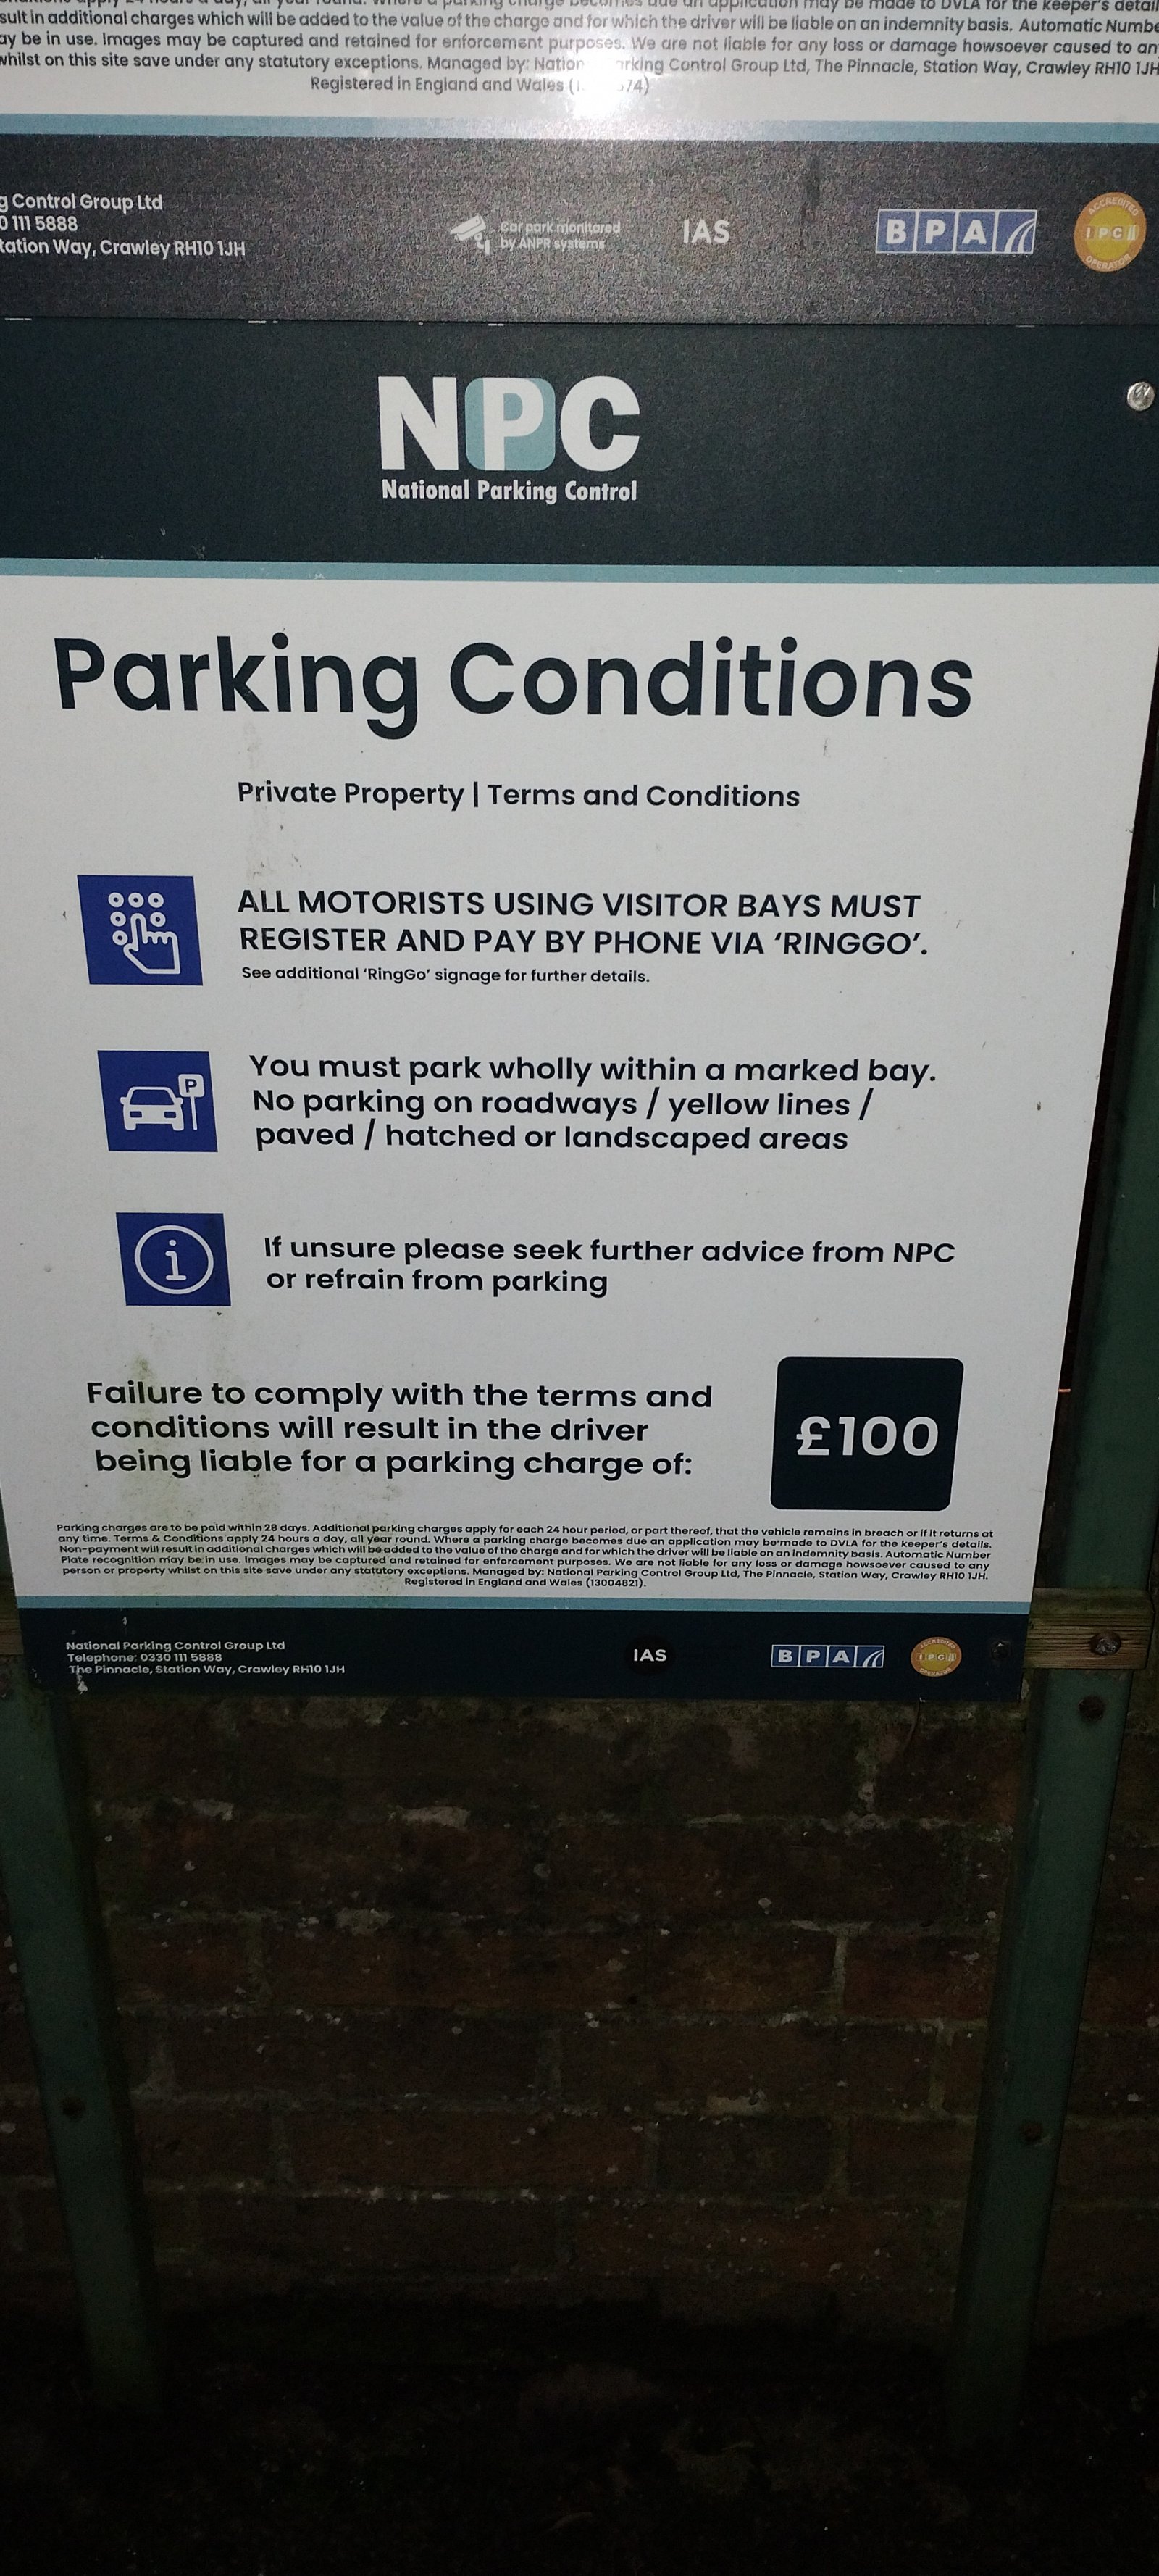 may be made to DVLA for the keeper's detail
sult in additional charges which will be added to the value of the charge and for which the driver will be liable on an indemnity basis. Automatic Numbe
ay be in use. Images may be captured and retained for enforcement purposes. We are not liable for any loss or damage howsoever caused to an
whilst on this site save under any statutory exceptions. Managed by: Nation rking Control Group Ltd, The Pinnacle, Station Way, Crawley RH10 1JH
Registered in England and Wales ( 74)
g Control Group Ltd
0 111 5888
tation Way, Crawley RH10 1JH
Car park monitored
by ANPR systems
IAS
BPA
ACCREDITED
IPC
OPERATOR
NPC
National Parking Control
Parking Conditions
Private Property | Terms and Conditions
ALL MOTORISTS USING VISITOR BAYS MUST
REGISTER AND PAY BY PHONE VIA ‘RINGGO’.
See additional ‘RingGo’ signage for further details.
P
You must park wholly within a marked bay.
No parking on roadways / yellow lines /
paved / hatched or landscaped areas
i
If unsure please seek further advice from NPC
or refrain from parking
Failure to comply with the terms and
conditions will result in the driver
being liable for a parking charge of:
£100
Parking charges are to be paid within 28 days. Additional parking charges apply for each 24 hour period, or part thereof, that the vehicle remains in breach or if it returns at
any time. Terms & Conditions apply 24 hours a day, all year round. Where a parking charge becomes due an application may be made to DVLA for the keeper's details.
Non-payment will result in additional charges which will be added to the value of the charge and for which the driver will be liable on an indemnity basis. Automatic Number
Plate recognition may be in use. Images may be captured and retained for enforcement purposes. We are not liable for any loss or damage howsoever caused to any
person or property whilst on this site save under any statutory exceptions. Managed by: National Parking Control Group Ltd, The Pinnacle, Station Way, Crawley RH10 1JH.
Registered in England and Wales (13004821).
National Parking Control Group Ltd
Telephone: 0330 111 5888
The Pinnacle, Station Way, Crawley RH10 1JH
IAS
BPA
ACCREDITED
IPC
OPERATOR